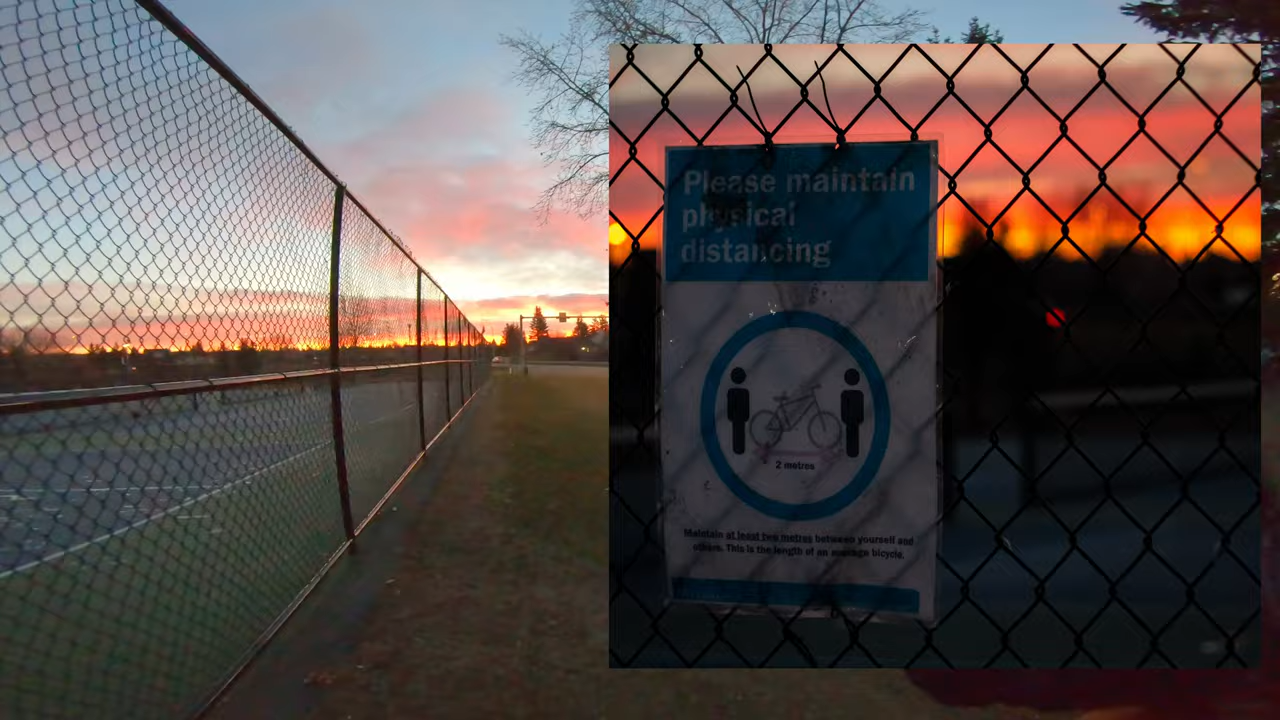 Please maintain
physical
distancing
2 metres
Maintain at least two metres between yourself and
others. This is the length of an average bicycle.